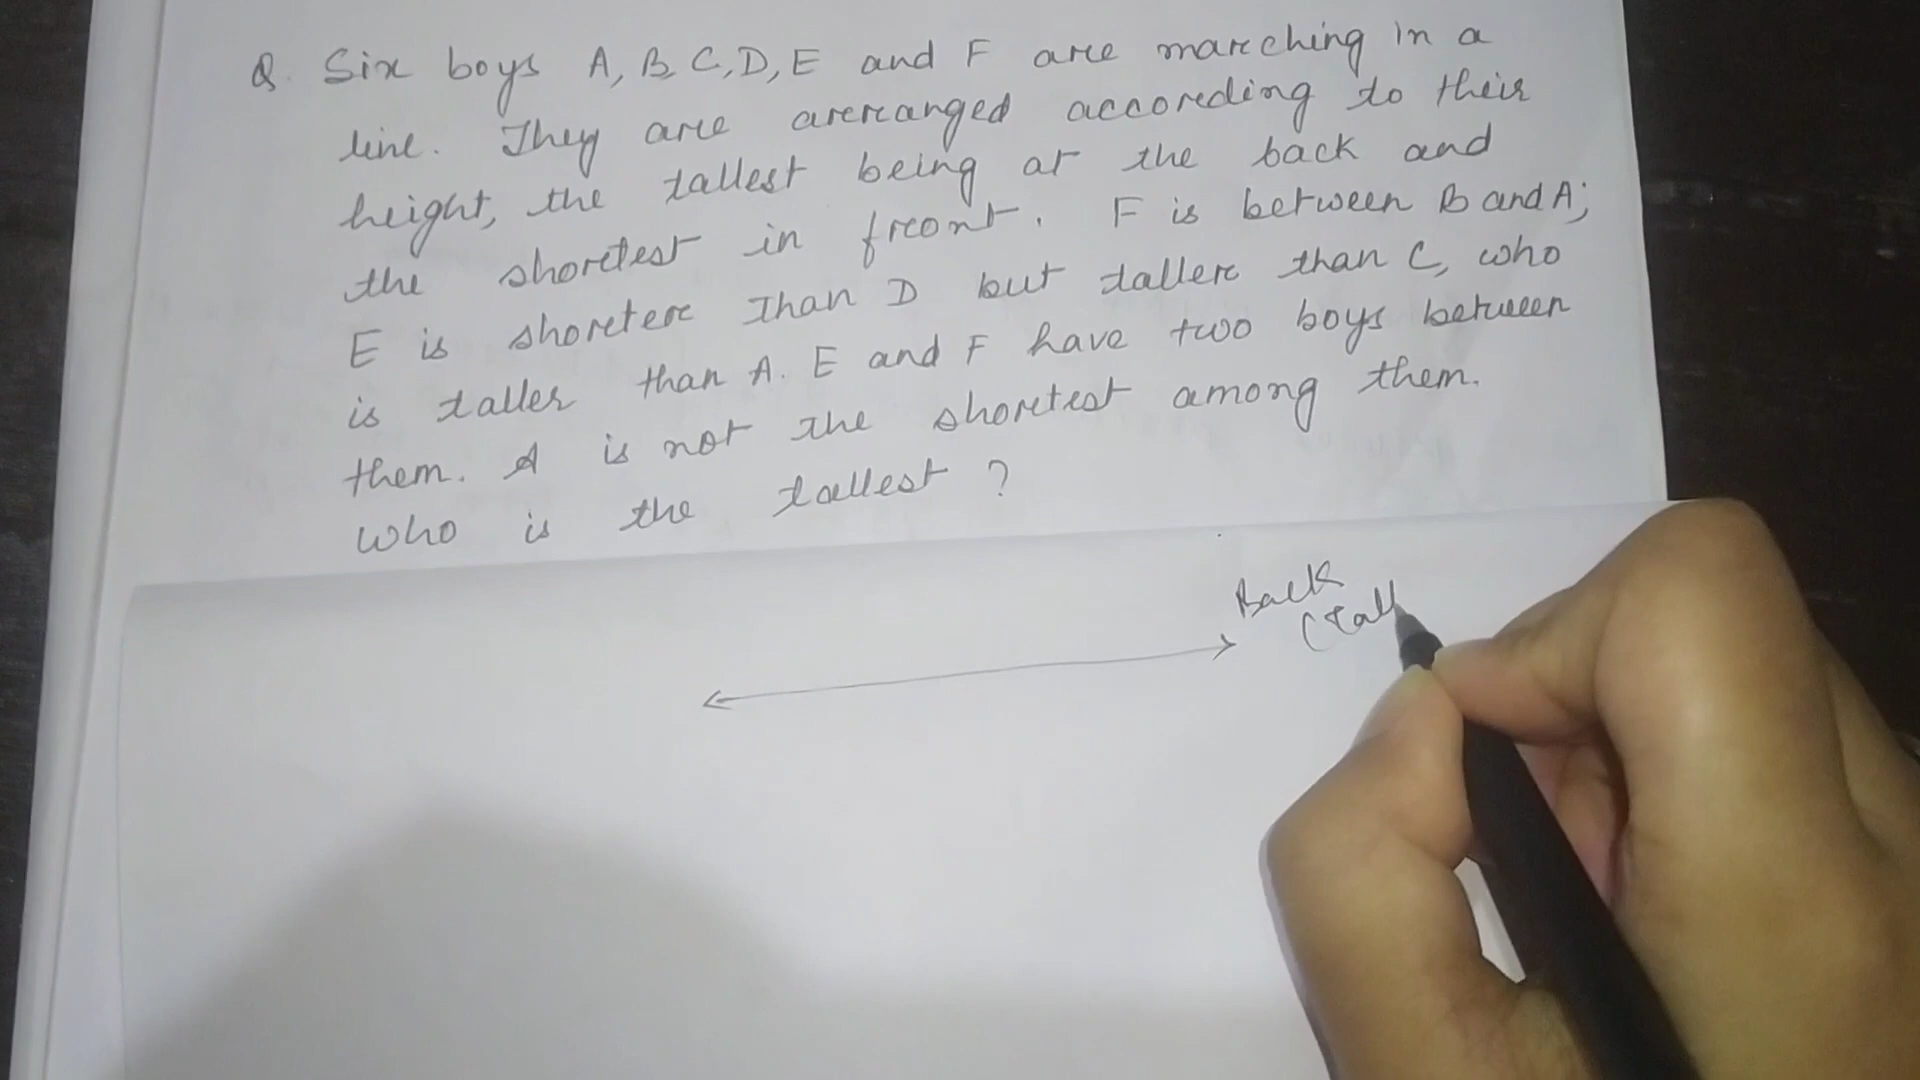 Q. Six boys A, B, C, D, E and F are marching in a
line. They are arranged according to their
height, the tallest being at the back and
the shortest in front. F is between B and A;
E is shorter than D but taller than C, who
is taller than A. E and F have two boys between
them. A is not the shortest among them.
Who is the tallest ?
Back
(tall